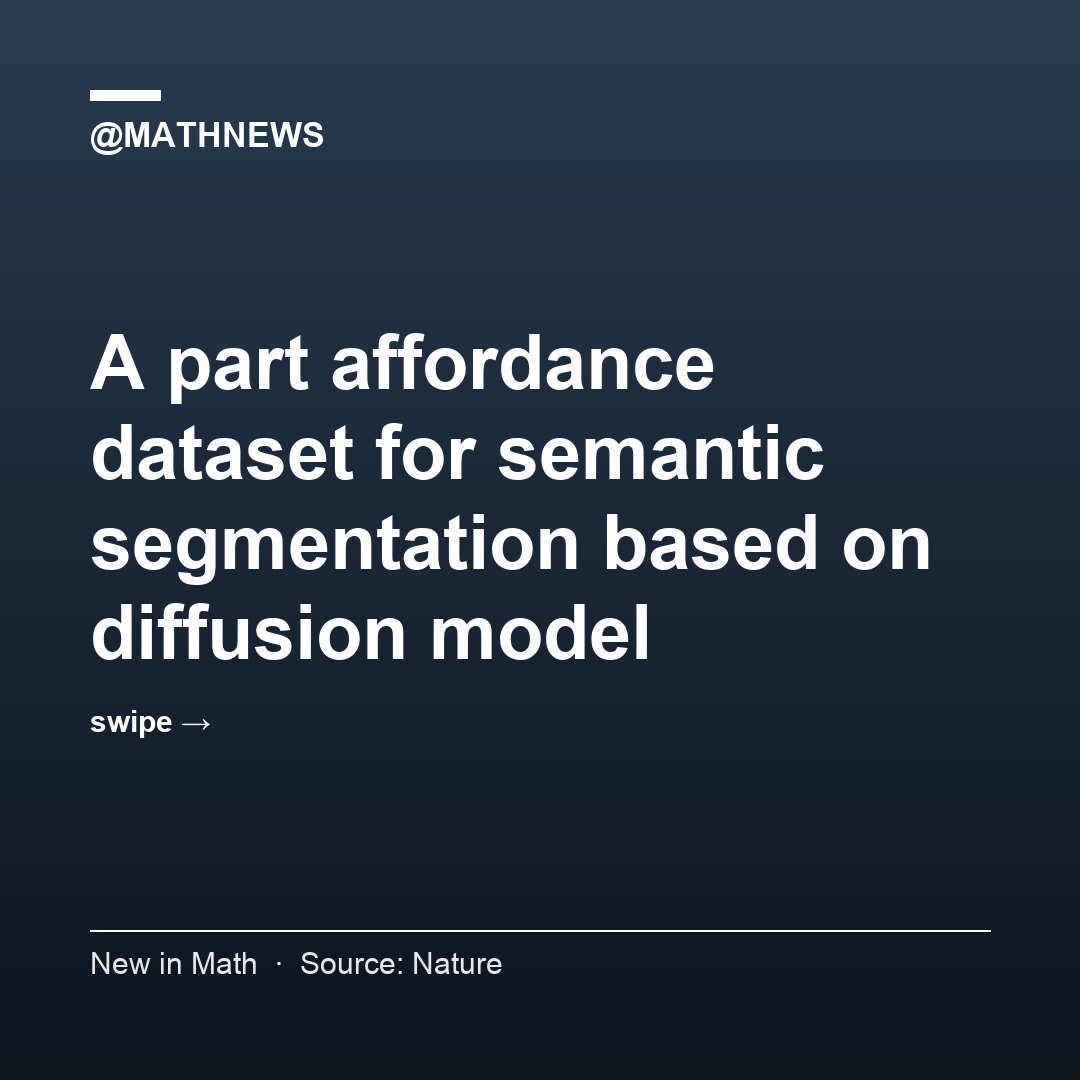 @MATHNEWS
A part affordance
dataset for semantic
segmentation based on
diffusion model
swipe →
New in Math · Source: Nature